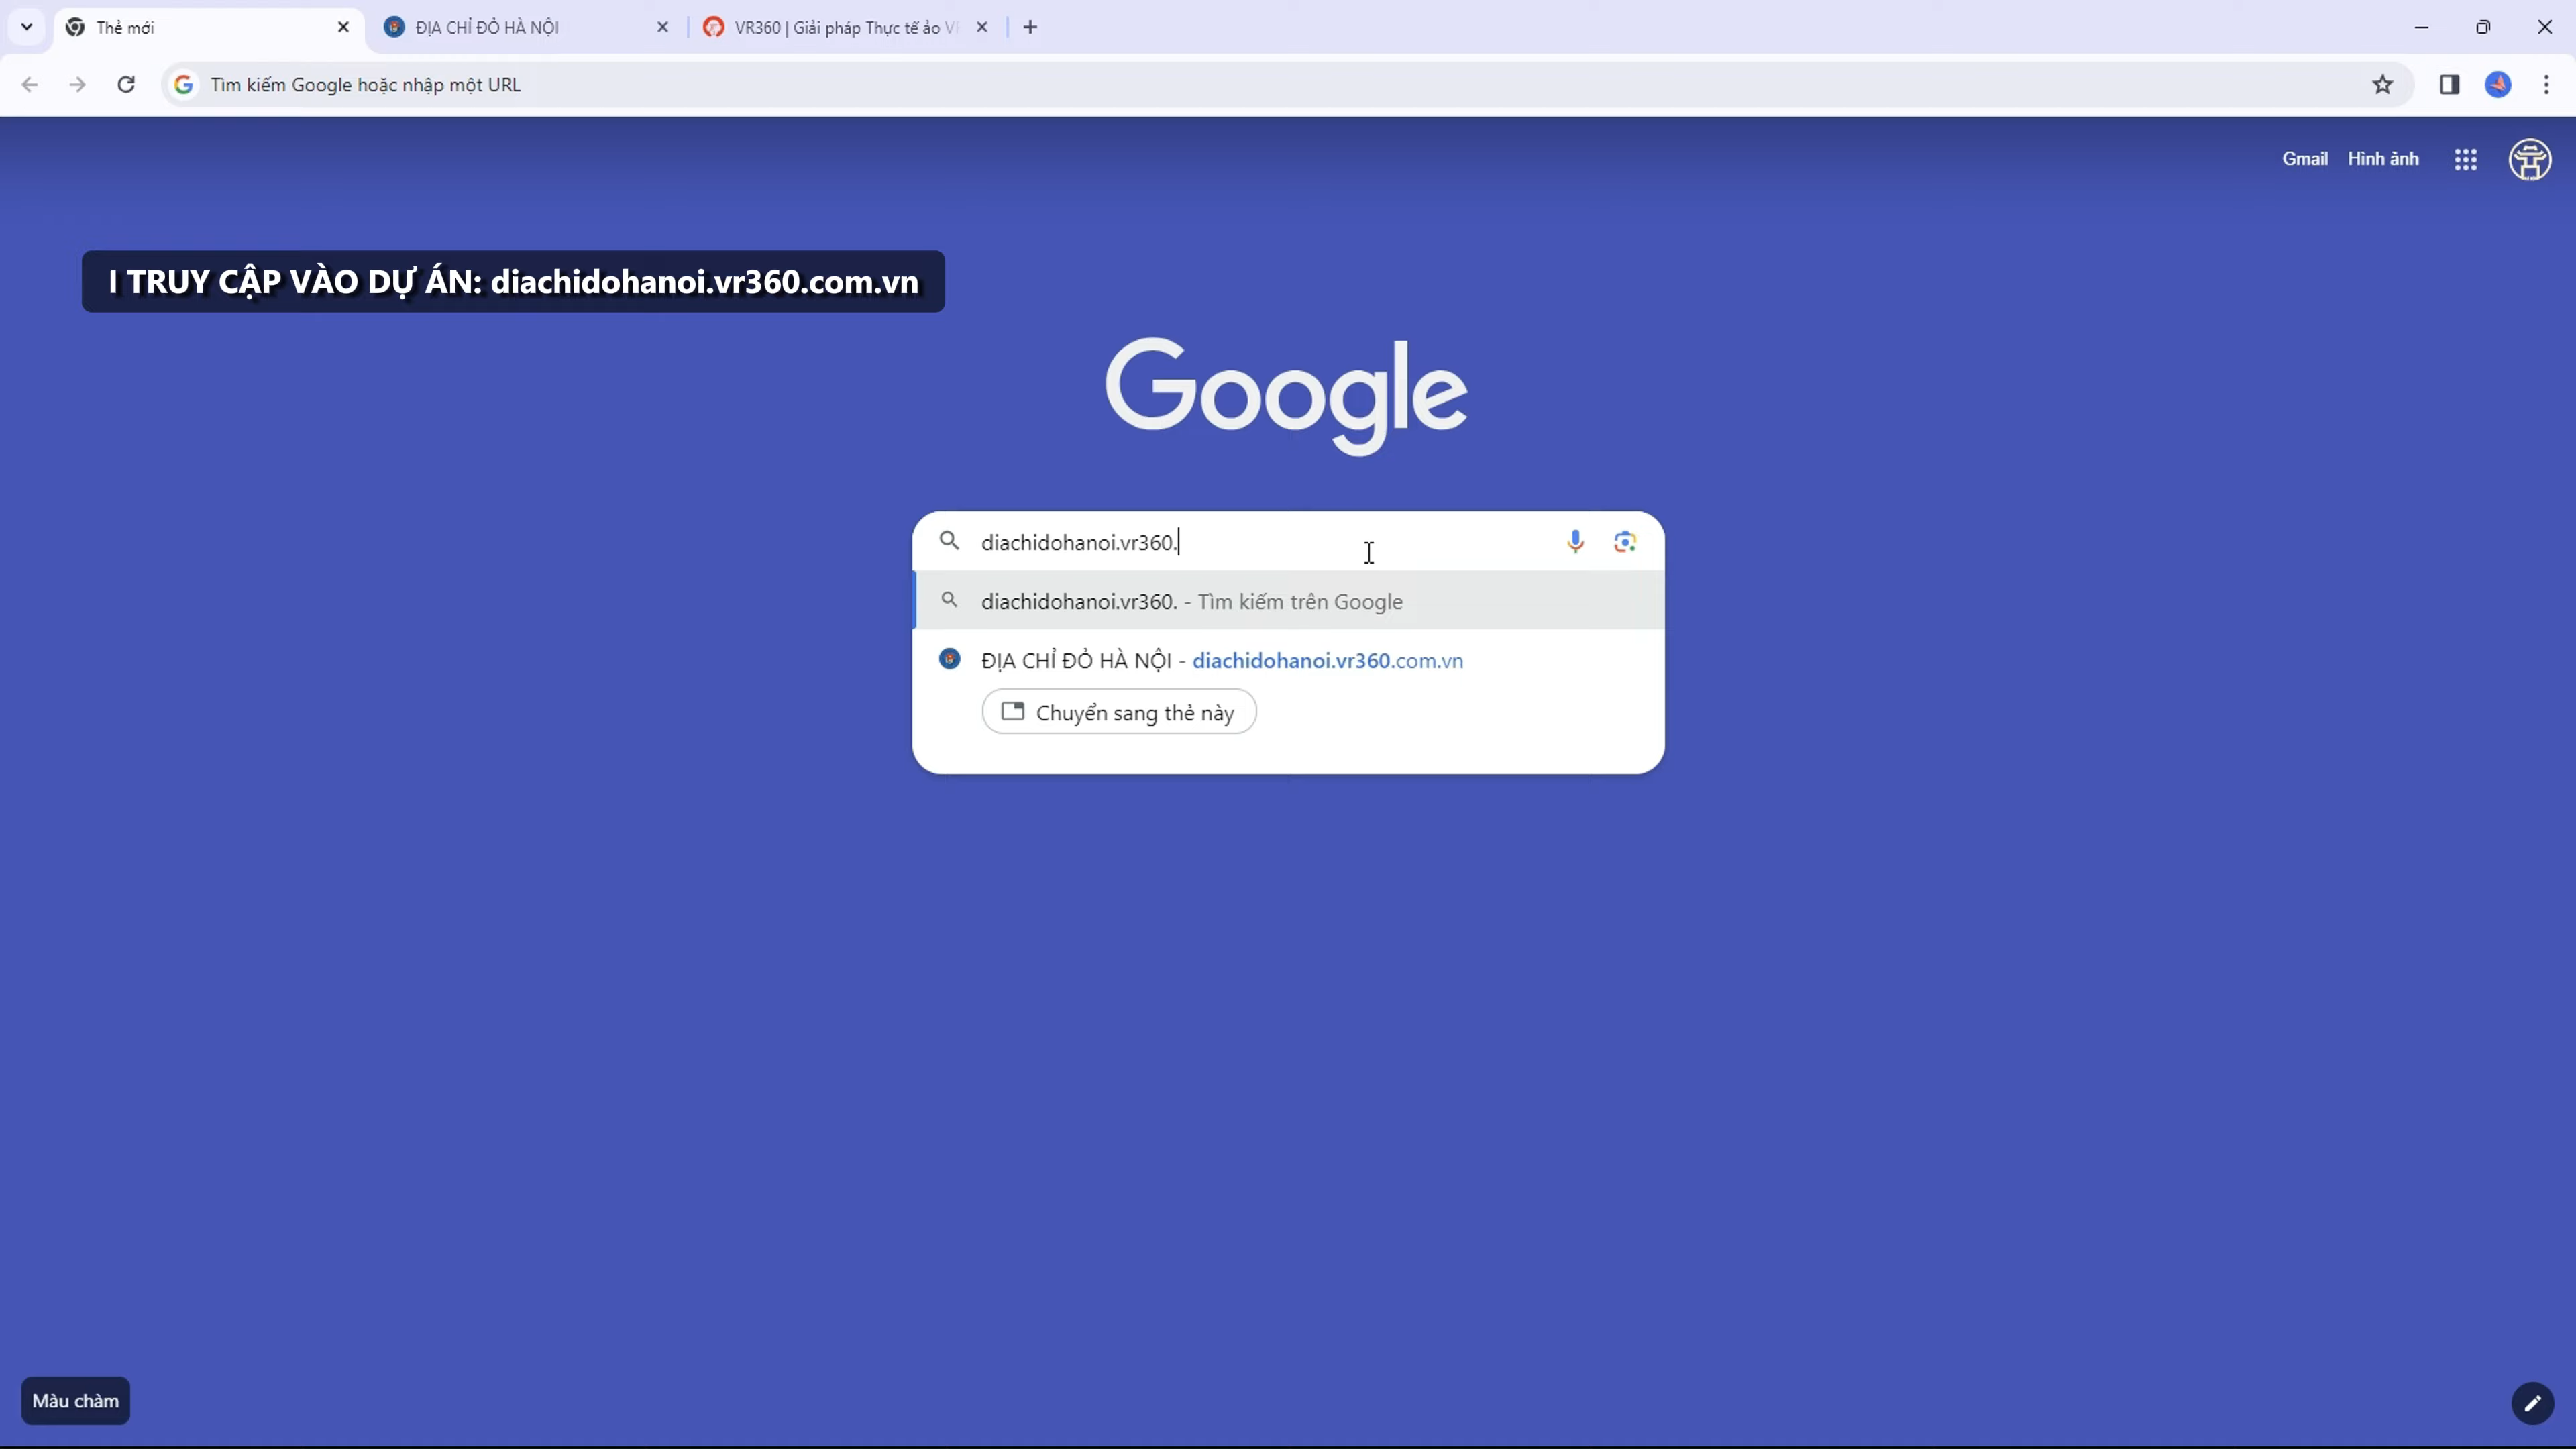 Thẻ mới
ĐỊA CHỈ ĐỎ HÀ NỘI
VR360 | Giải pháp Thực tế ảo Vi
Tìm kiếm Google hoặc nhập một URL
Gmail
Hình ảnh
I TRUY CẬP VÀO DỰ ÁN: diachidohanoi.vr360.com.vn
Google
diachidohanoi.vr360.
diachidohanoi.vr360. - Tìm kiếm trên Google
ĐỊA CHỈ ĐỎ HÀ NỘI - diachidohanoi.vr360.com.vn
Chuyển sang thẻ này
Màu chàm